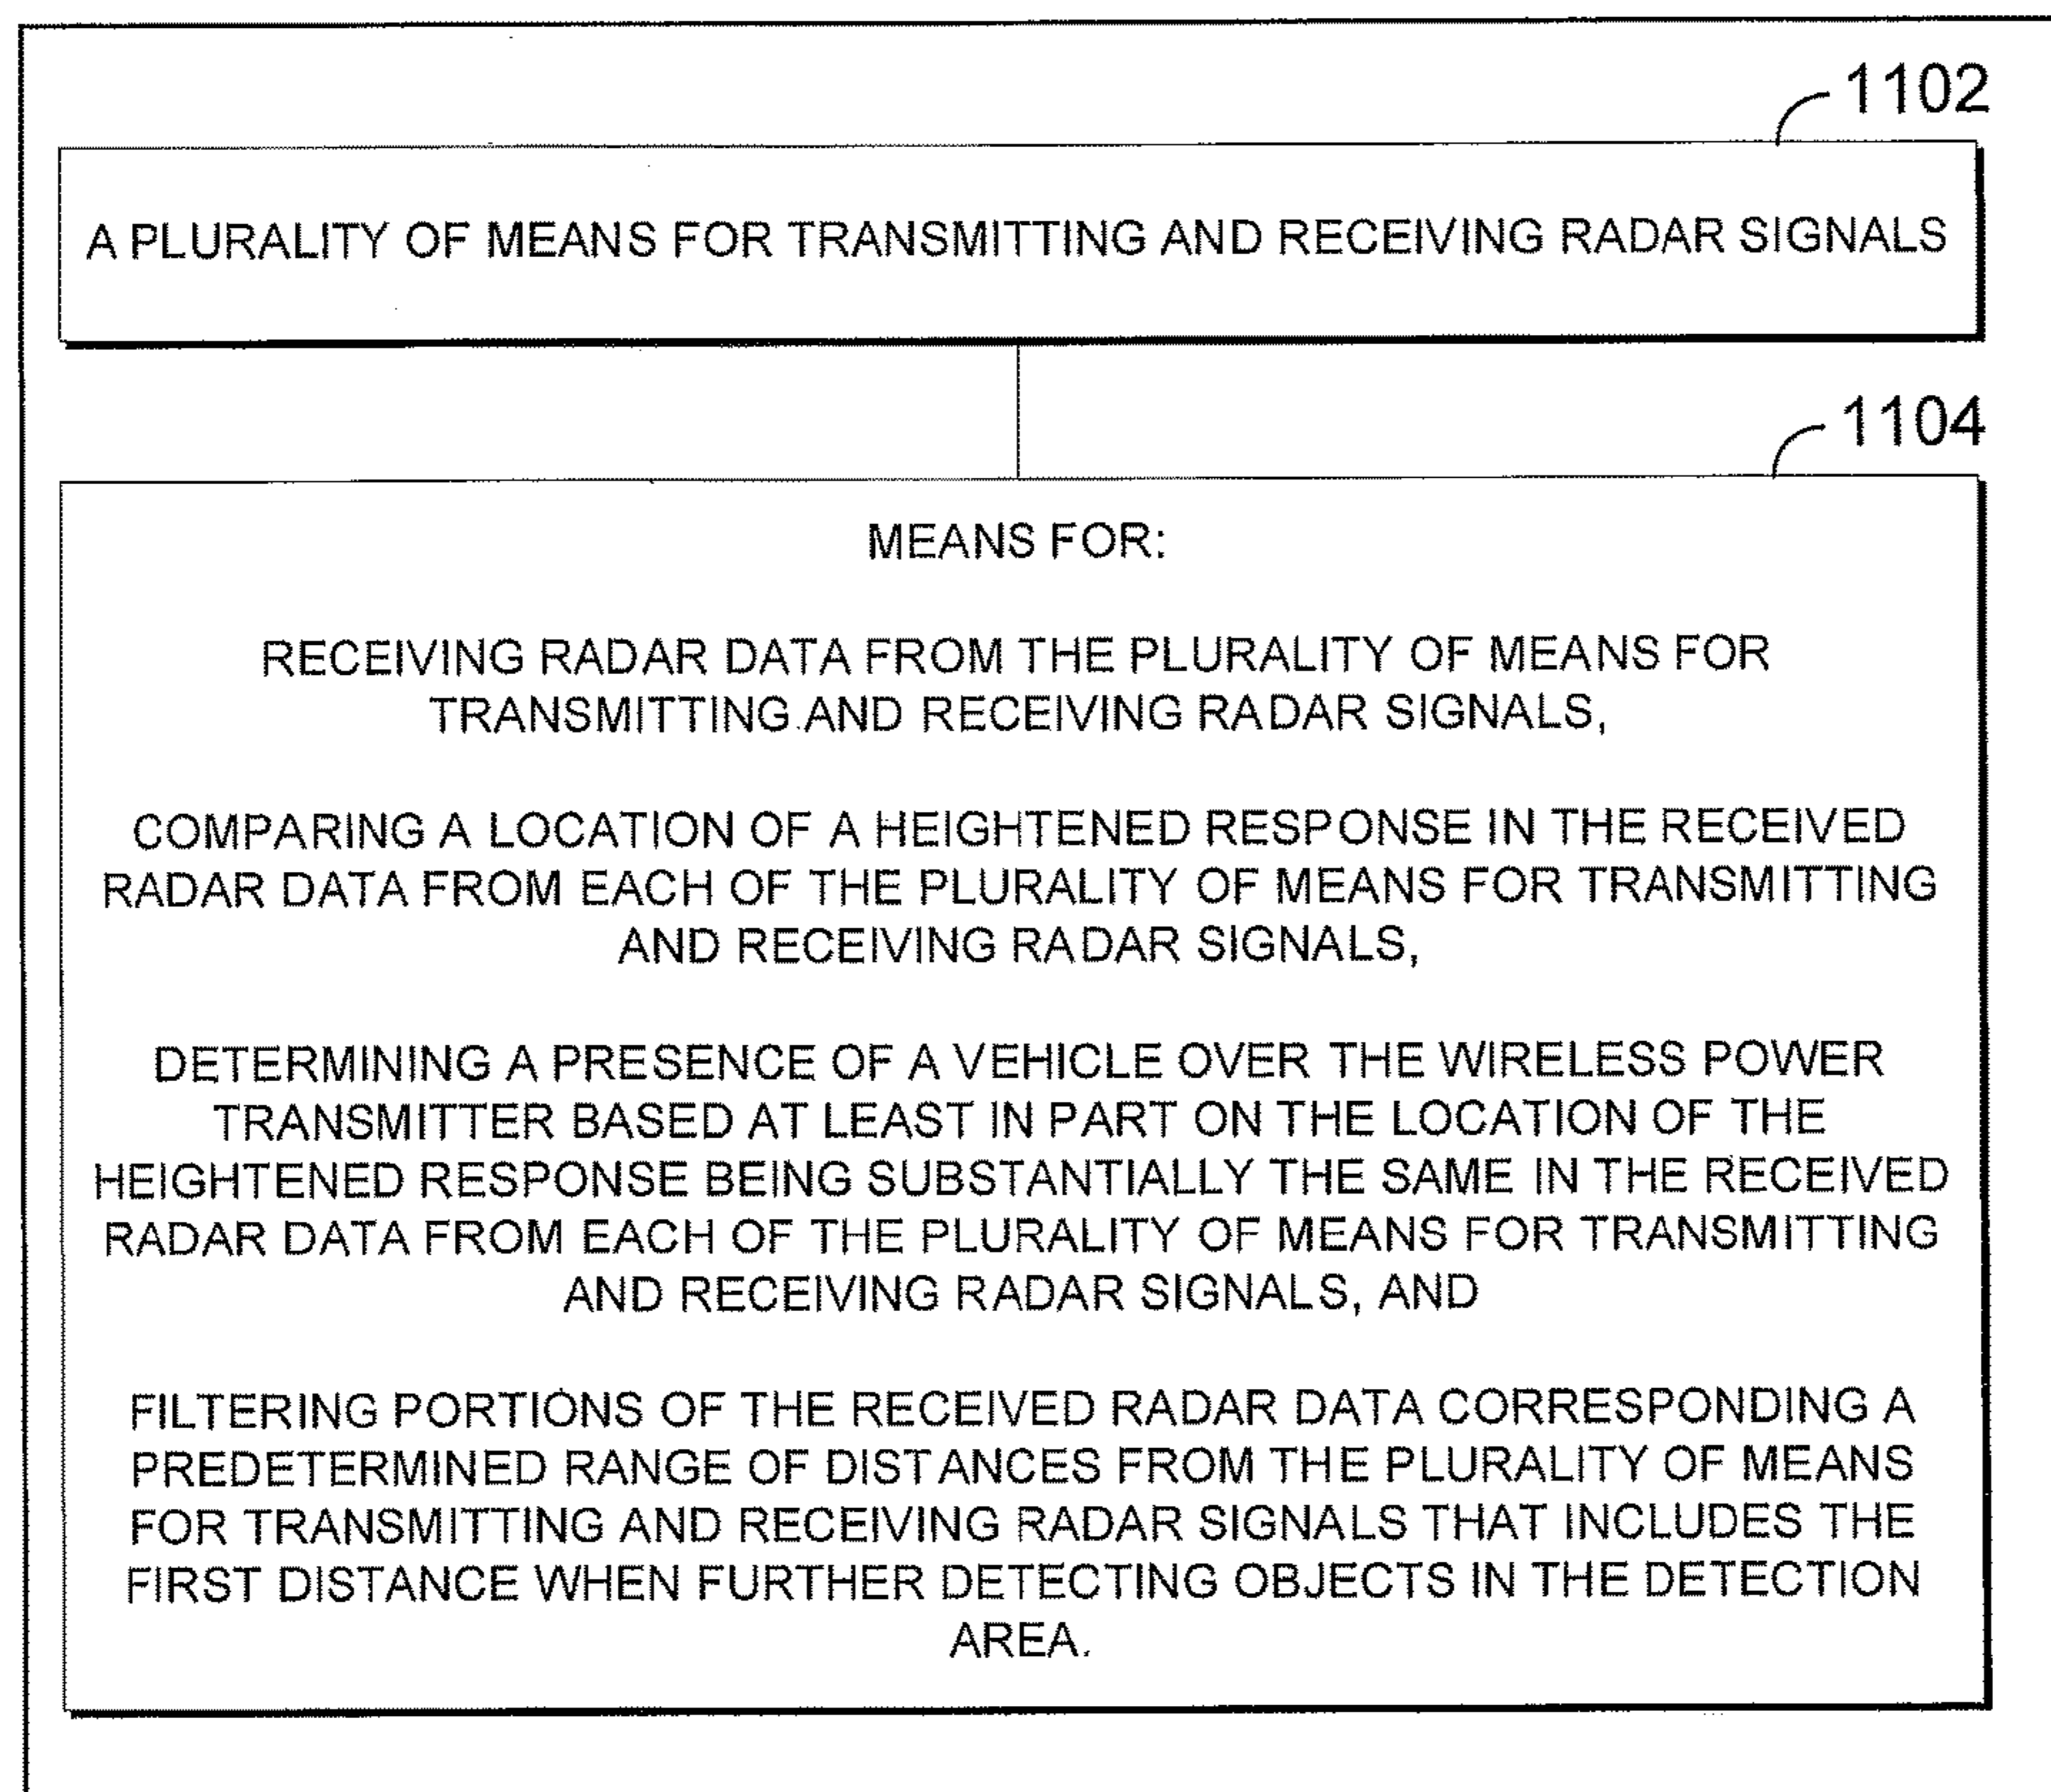 1102
A PLURALITY OF MEANS FOR TRANSMITTING AND RECEIVING RADAR SIGNALS
1104
MEANS FOR:
RECEIVING RADAR DATA FROM THE PLURALITY OF MEANS FOR
TRANSMITTING AND RECEIVING RADAR SIGNALS,
COMPARING A LOCATION OF A HEIGHTENED RESPONSE IN THE RECEIVED
RADAR DATA FROM EACH OF THE PLURALITY OF MEANS FOR TRANSMITTING
AND RECEIVING RADAR SIGNALS,
DETERMINING A PRESENCE OF A VEHICLE OVER THE WIRELESS POWER
TRANSMITTER BASED AT LEAST IN PART ON THE LOCATION OF THE
HEIGHTENED RESPONSE BEING SUBSTANTIALLY THE SAME IN THE RECEIVED
RADAR DATA FROM EACH OF THE PLURALITY OF MEANS FOR TRANSMITTING
AND RECEIVING RADAR SIGNALS, AND
FILTERING PORTIONS OF THE RECEIVED RADAR DATA CORRESPONDING A
PREDETERMINED RANGE OF DISTANCES FROM THE PLURALITY OF MEANS
FOR TRANSMITTING AND RECEIVING RADAR SIGNALS THAT INCLUDES THE
FIRST DISTANCE WHEN FURTHER DETECTING OBJECTS IN THE DETECTION
AREA.